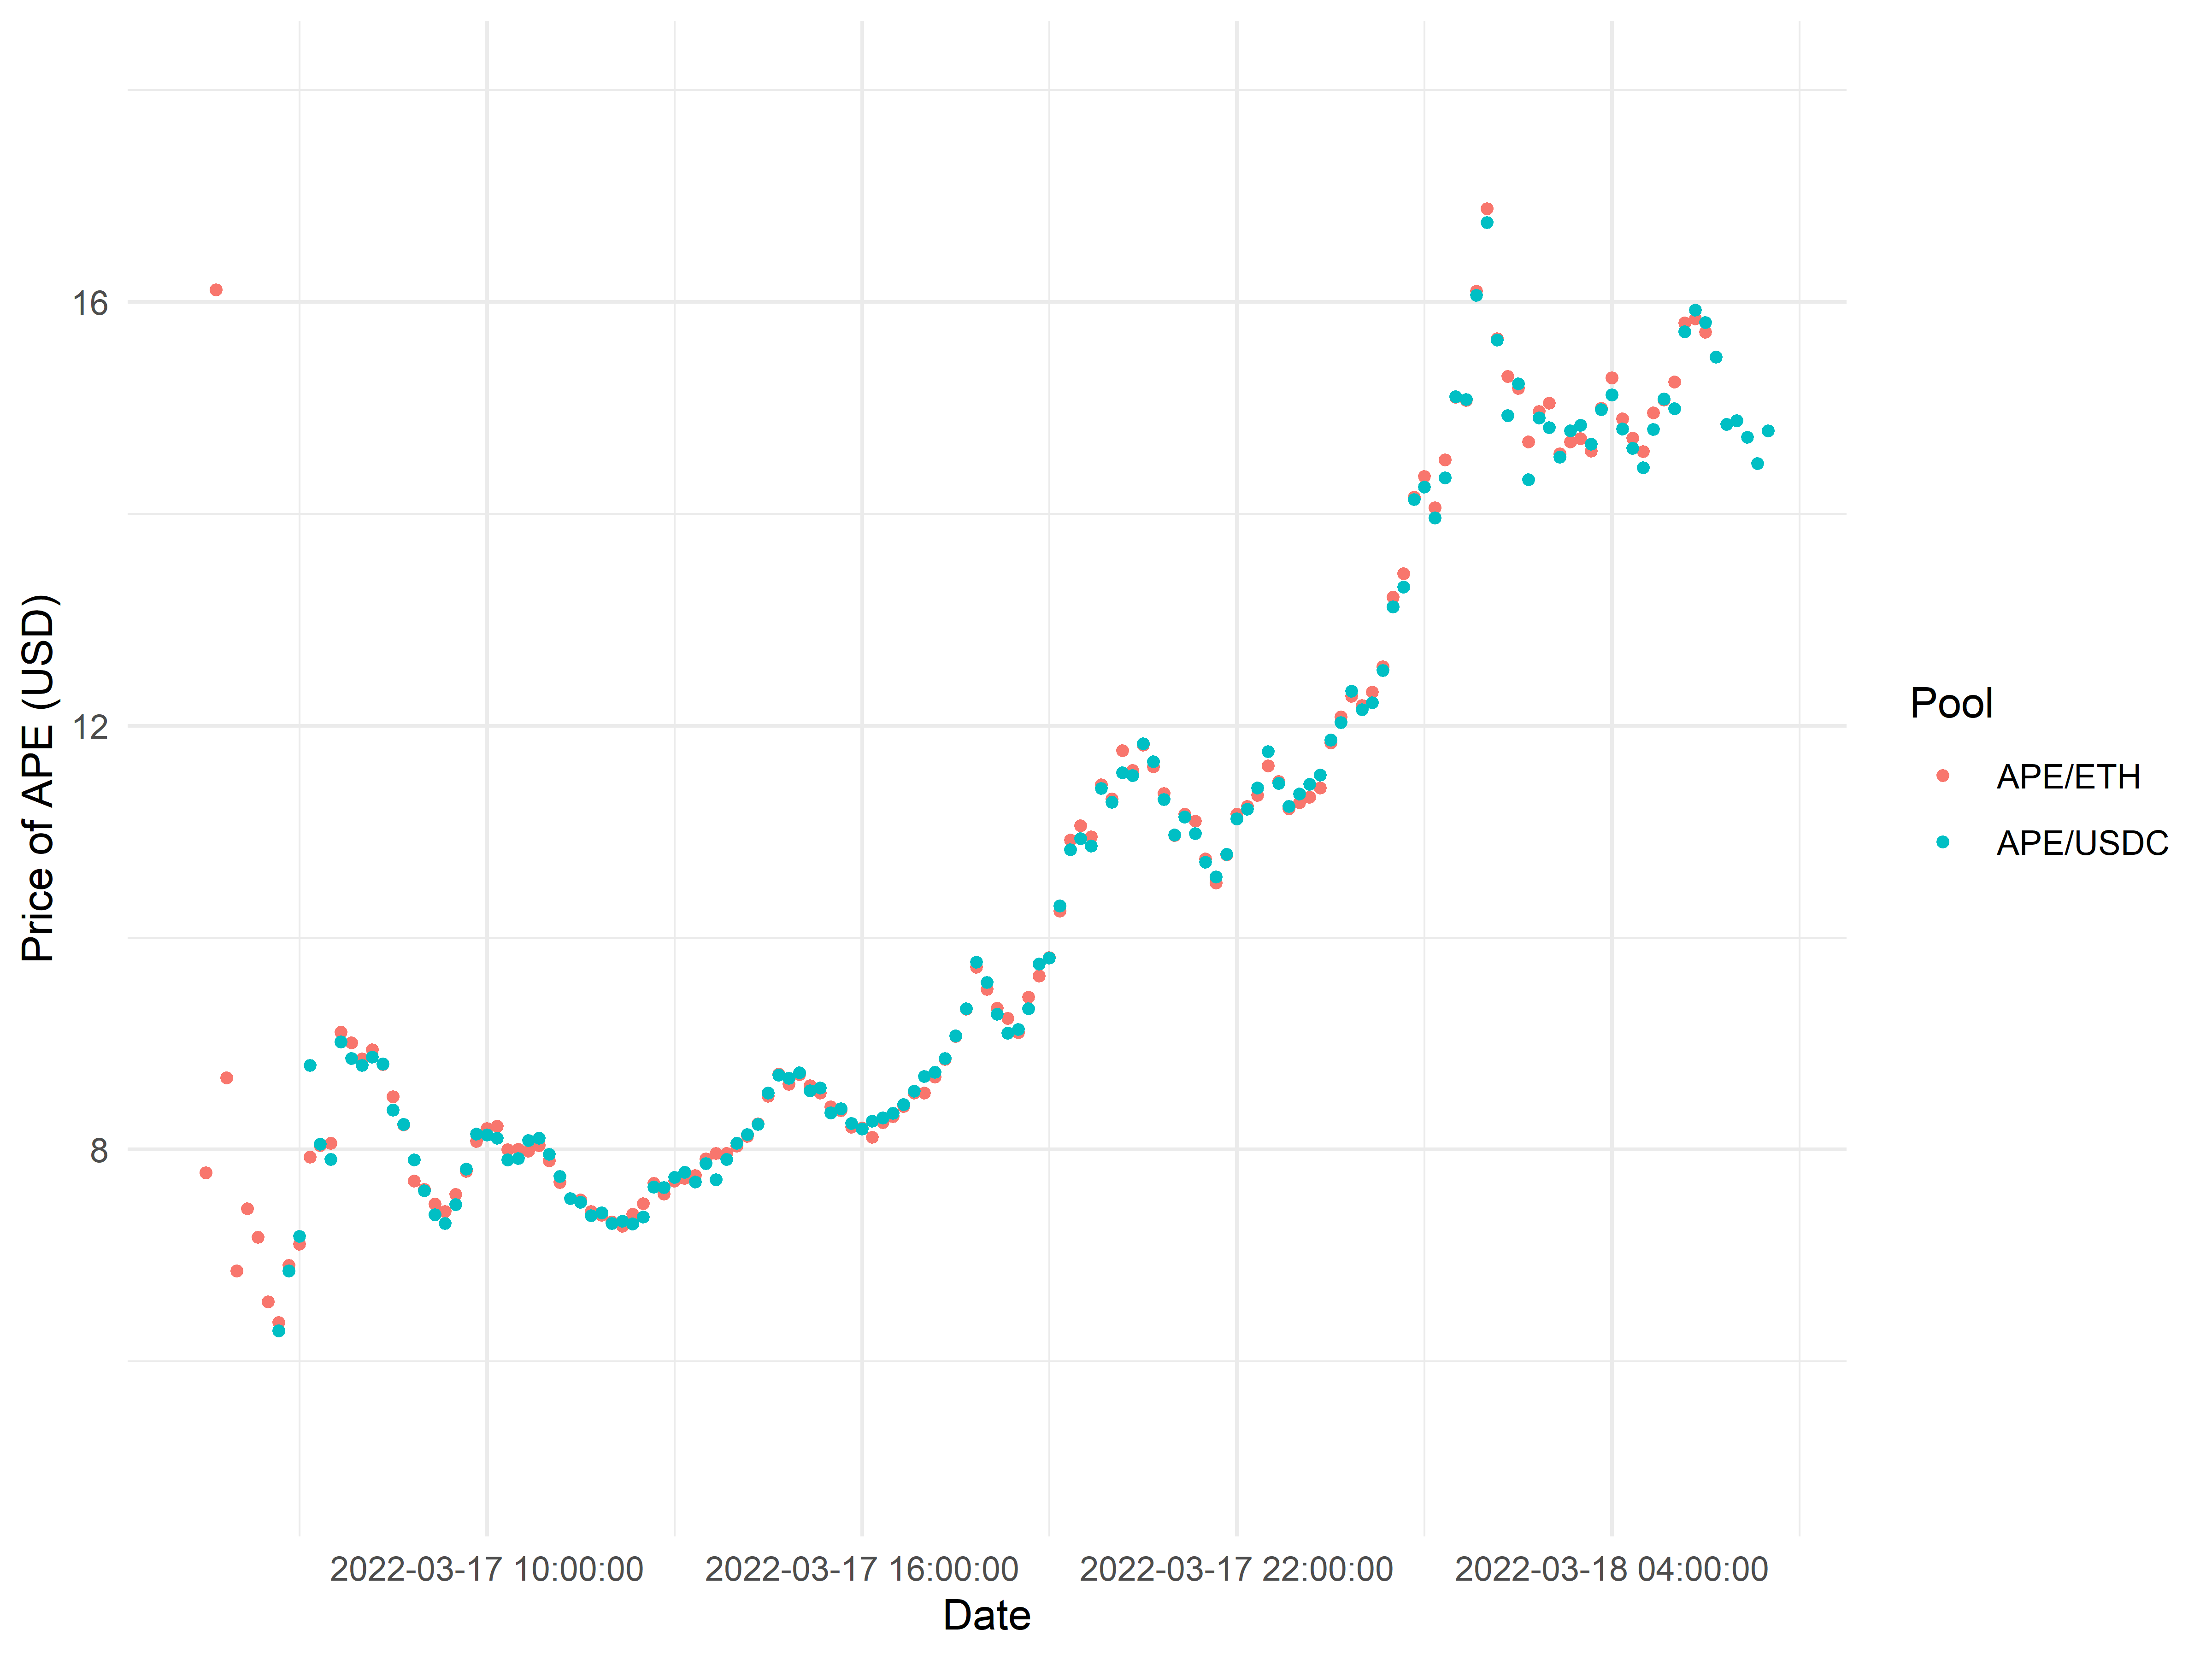 16
12
8
Price of APE (USD)
2022-03-17 10:00:00
2022-03-17 16:00:00
2022-03-17 22:00:00
2022-03-18 04:00:00
Date
Pool
APE/ETH
APE/USDC